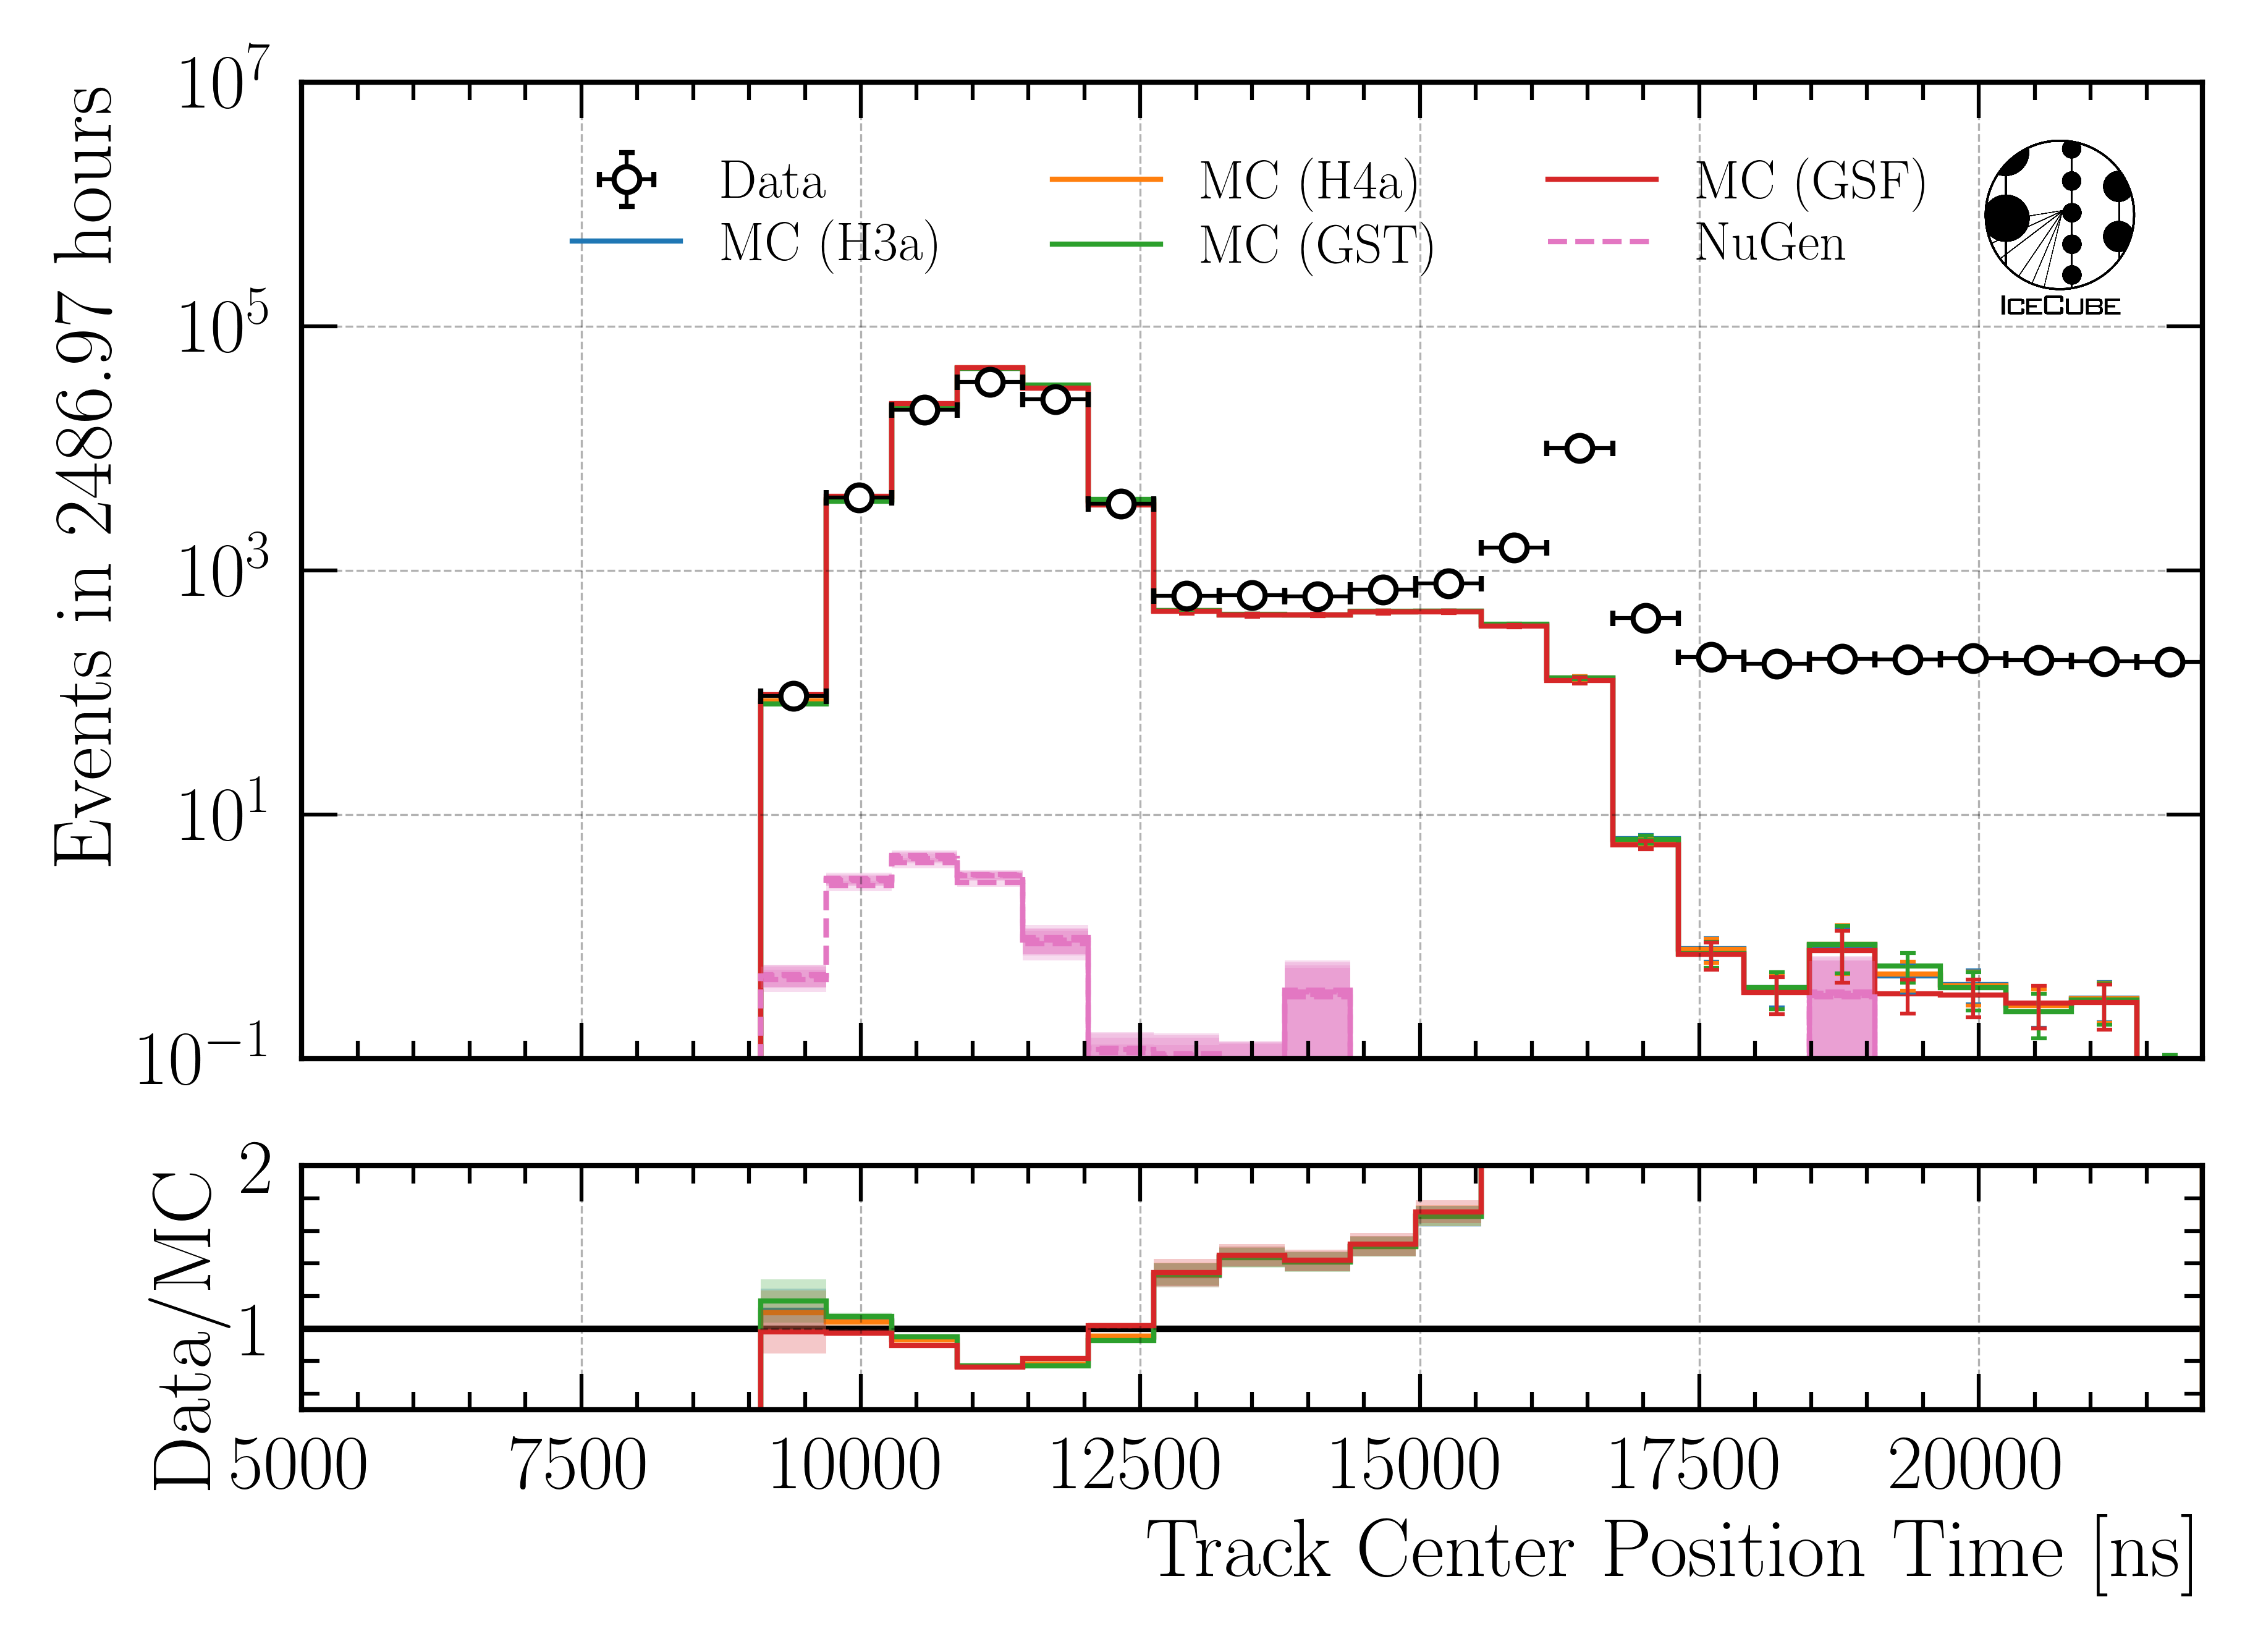 10^7
10^5
10^3
10^1
10^−1
Events in 2486.97 hours
Data
MC (H3a)
MC (H4a)
MC (GST)
MC (GSF)
NuGen
IceCube
2
1
Data/MC
5000 7500 10000 12500 15000 17500 20000
Track Center Position Time [ns]